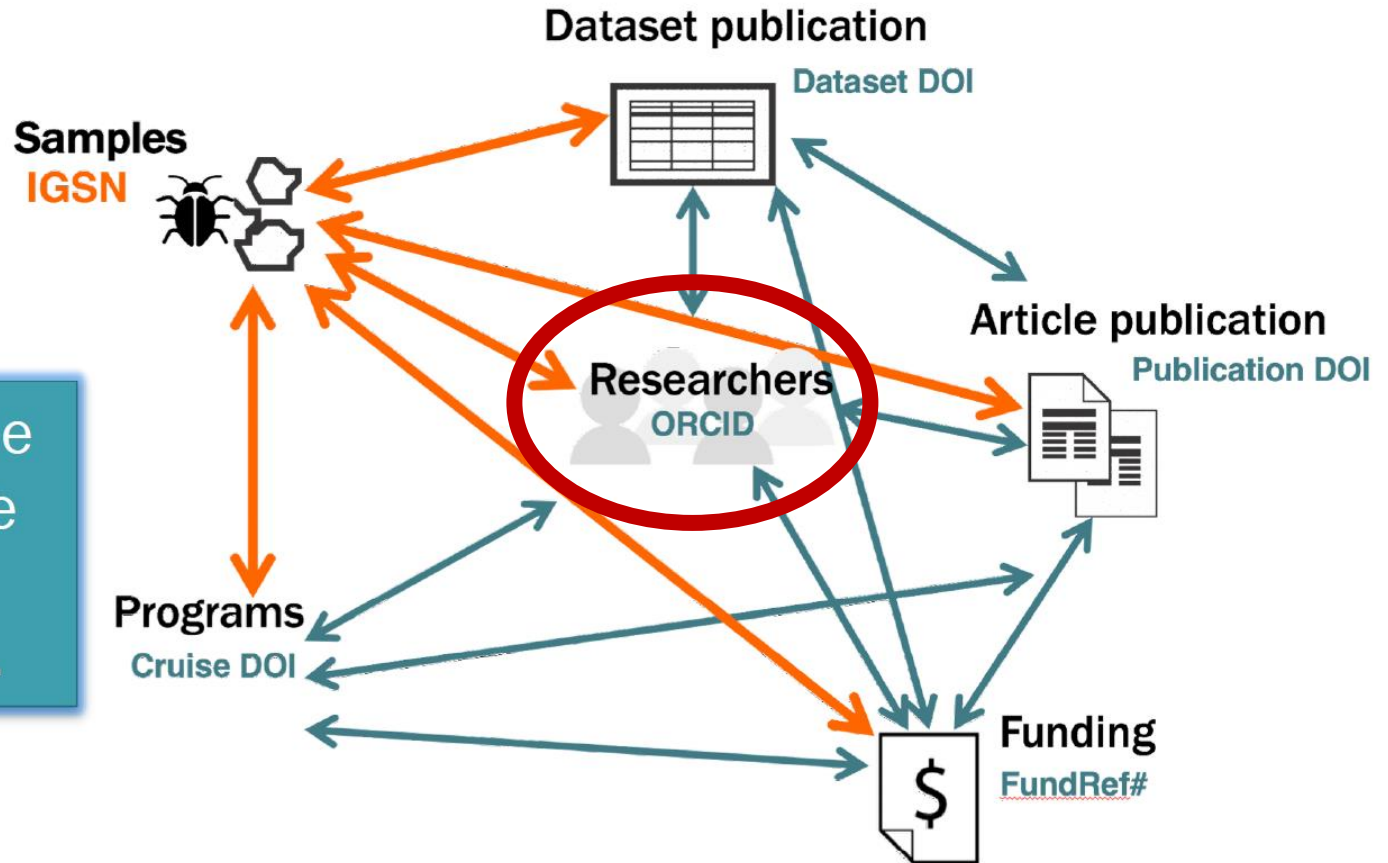 Dataset publication
Dataset DOI
Samples
IGSN
Article publication
Publication DOI
Researchers
ORCID
Programs
Cruise DOI
Funding
FundRef#
$